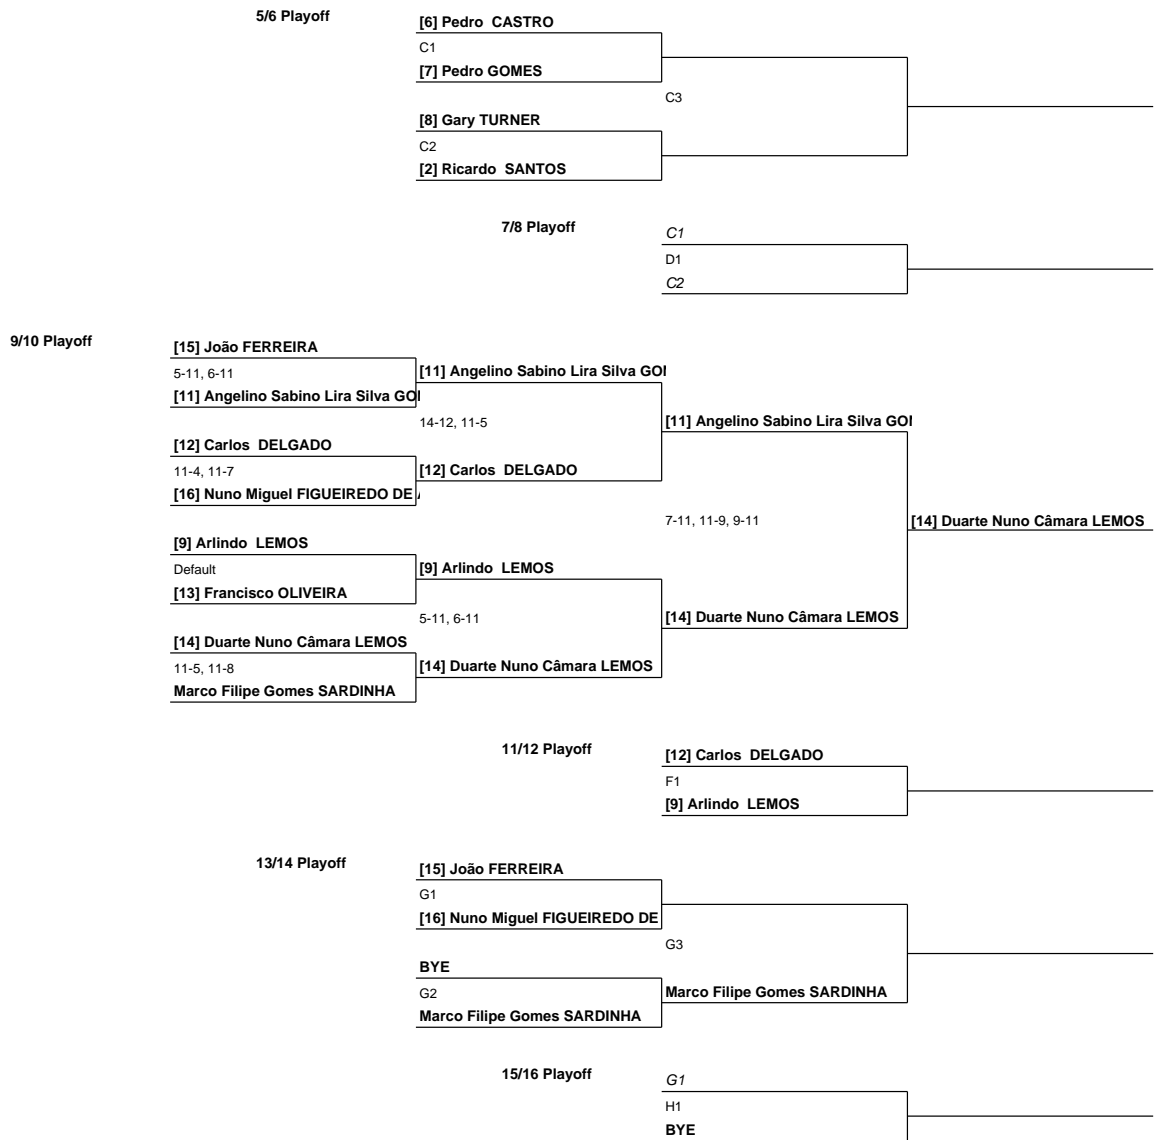 5/6 Playoff
[6] Pedro CASTRO
C1
[7] Pedro GOMES
C3
[8] Gary TURNER
C2
[2] Ricardo SANTOS
7/8 Playoff
C1
D1
C2
9/10 Playoff
[15] João FERREIRA
5-11, 6-11
[11] Angelino Sabino Lira Silva GO
[11] Angelino Sabino Lira Silva GO
14-12, 11-5
[11] Angelino Sabino Lira Silva GO
[12] Carlos DELGADO
11-4, 11-7
[12] Carlos DELGADO
[16] Nuno Miguel FIGUEIREDO DE
7-11, 11-9, 9-11
[14] Duarte Nuno Câmara LEMOS
[9] Arlindo LEMOS
Default
[9] Arlindo LEMOS
[13] Francisco OLIVEIRA
5-11, 6-11
[14] Duarte Nuno Câmara LEMOS
[14] Duarte Nuno Câmara LEMOS
11-5, 11-8
[14] Duarte Nuno Câmara LEMOS
Marco Filipe Gomes SARDINHA
11/12 Playoff
[12] Carlos DELGADO
F1
[9] Arlindo LEMOS
13/14 Playoff
[15] João FERREIRA
G1
[16] Nuno Miguel FIGUEIREDO DE
G3
BYE
G2
Marco Filipe Gomes SARDINHA
Marco Filipe Gomes SARDINHA
15/16 Playoff
G1
H1
BYE